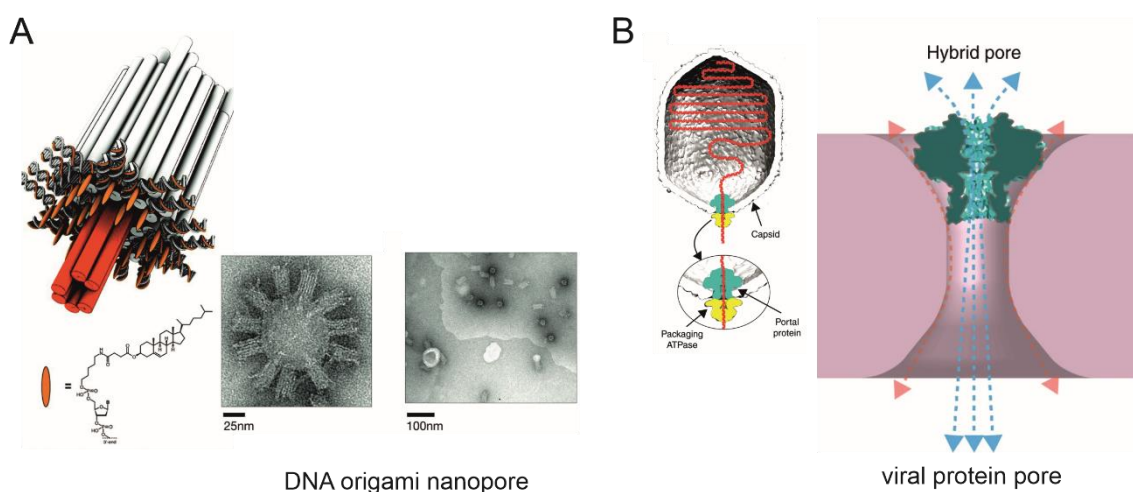 A
B
Hybrid pore
Capsid
Portal
protein
Packaging
ATPase
=
25nm
100nm
DNA origami nanopore
viral protein pore